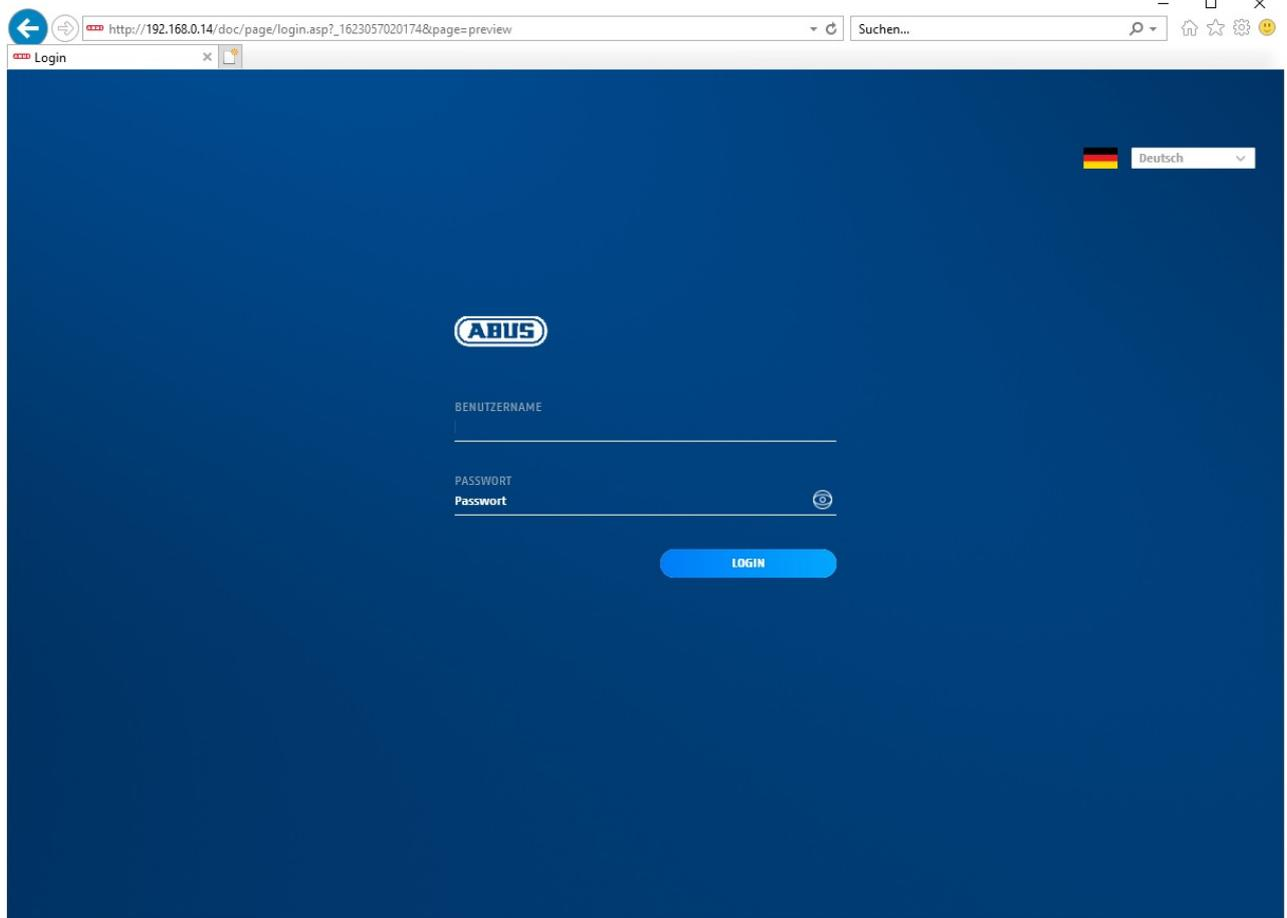 http://192.168.0.14/doc/page/login.asp?_1623057020174&page=preview
Suchen...
Login
Deutsch
ABUS
BENUTZERNAME
PASSWORT
Passwort
LOGIN